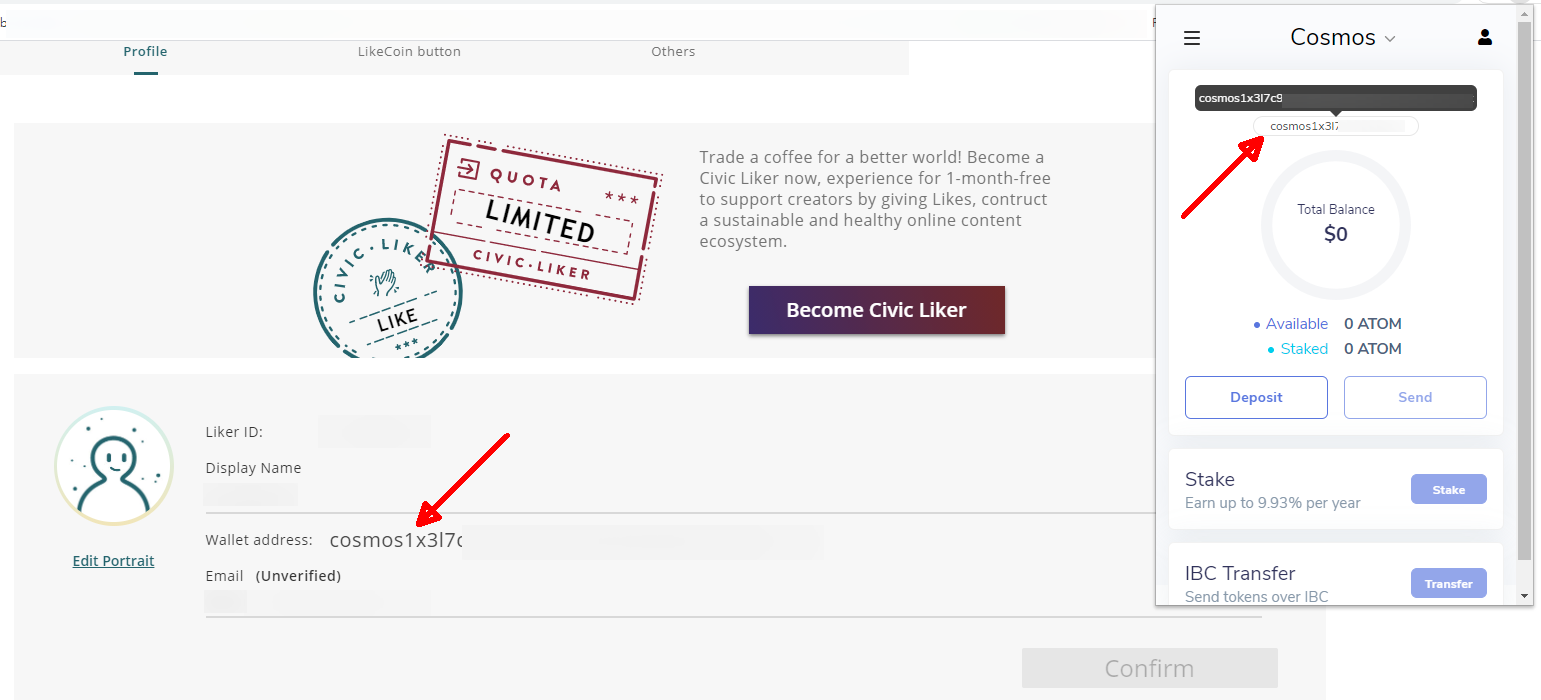 b
Profile
LikeCoin button
Others
QUOTA
***
LIMITED
CIVIC·LIKER
CIVIC·LIKER
LIKE
***
Trade a coffee for a better world! Become a
Civic Liker now, experience for 1-month-free
to support creators by giving Likes, contruct
a sustainable and healthy online content
ecosystem.
Become Civic Liker
Liker ID:
Display Name
Wallet address: cosmos1x3l7c
Edit Portrait
Email (Unverified)
Confirm
Cosmos
cosmos1x3l7c9
cosmos1x3l7
Total Balance
$0
Available 0 ATOM
Staked 0 ATOM
Deposit
Send
Stake
Earn up to 9.93% per year
Stake
IBC Transfer
Send tokens over IBC
Transfer